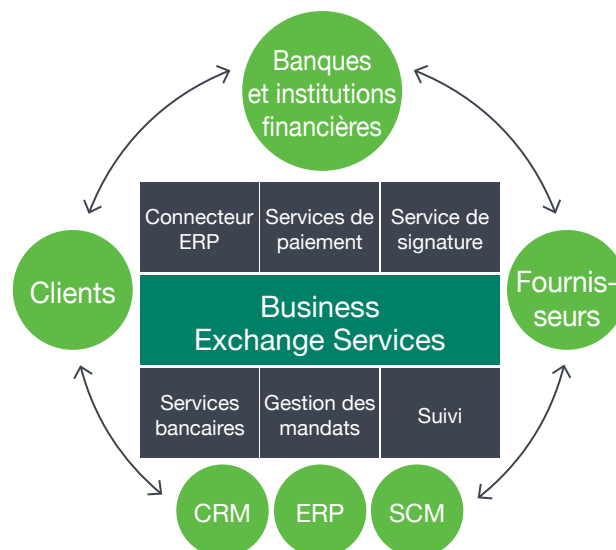 Banques
et institutions
financières
Connecteur
ERP
Services de
paiement
Service de
signature
Clients
Business
Exchange Services
Fournis-
seurs
Services
bancaires
Gestion des
mandats
Suivi
CRM
ERP
SCM